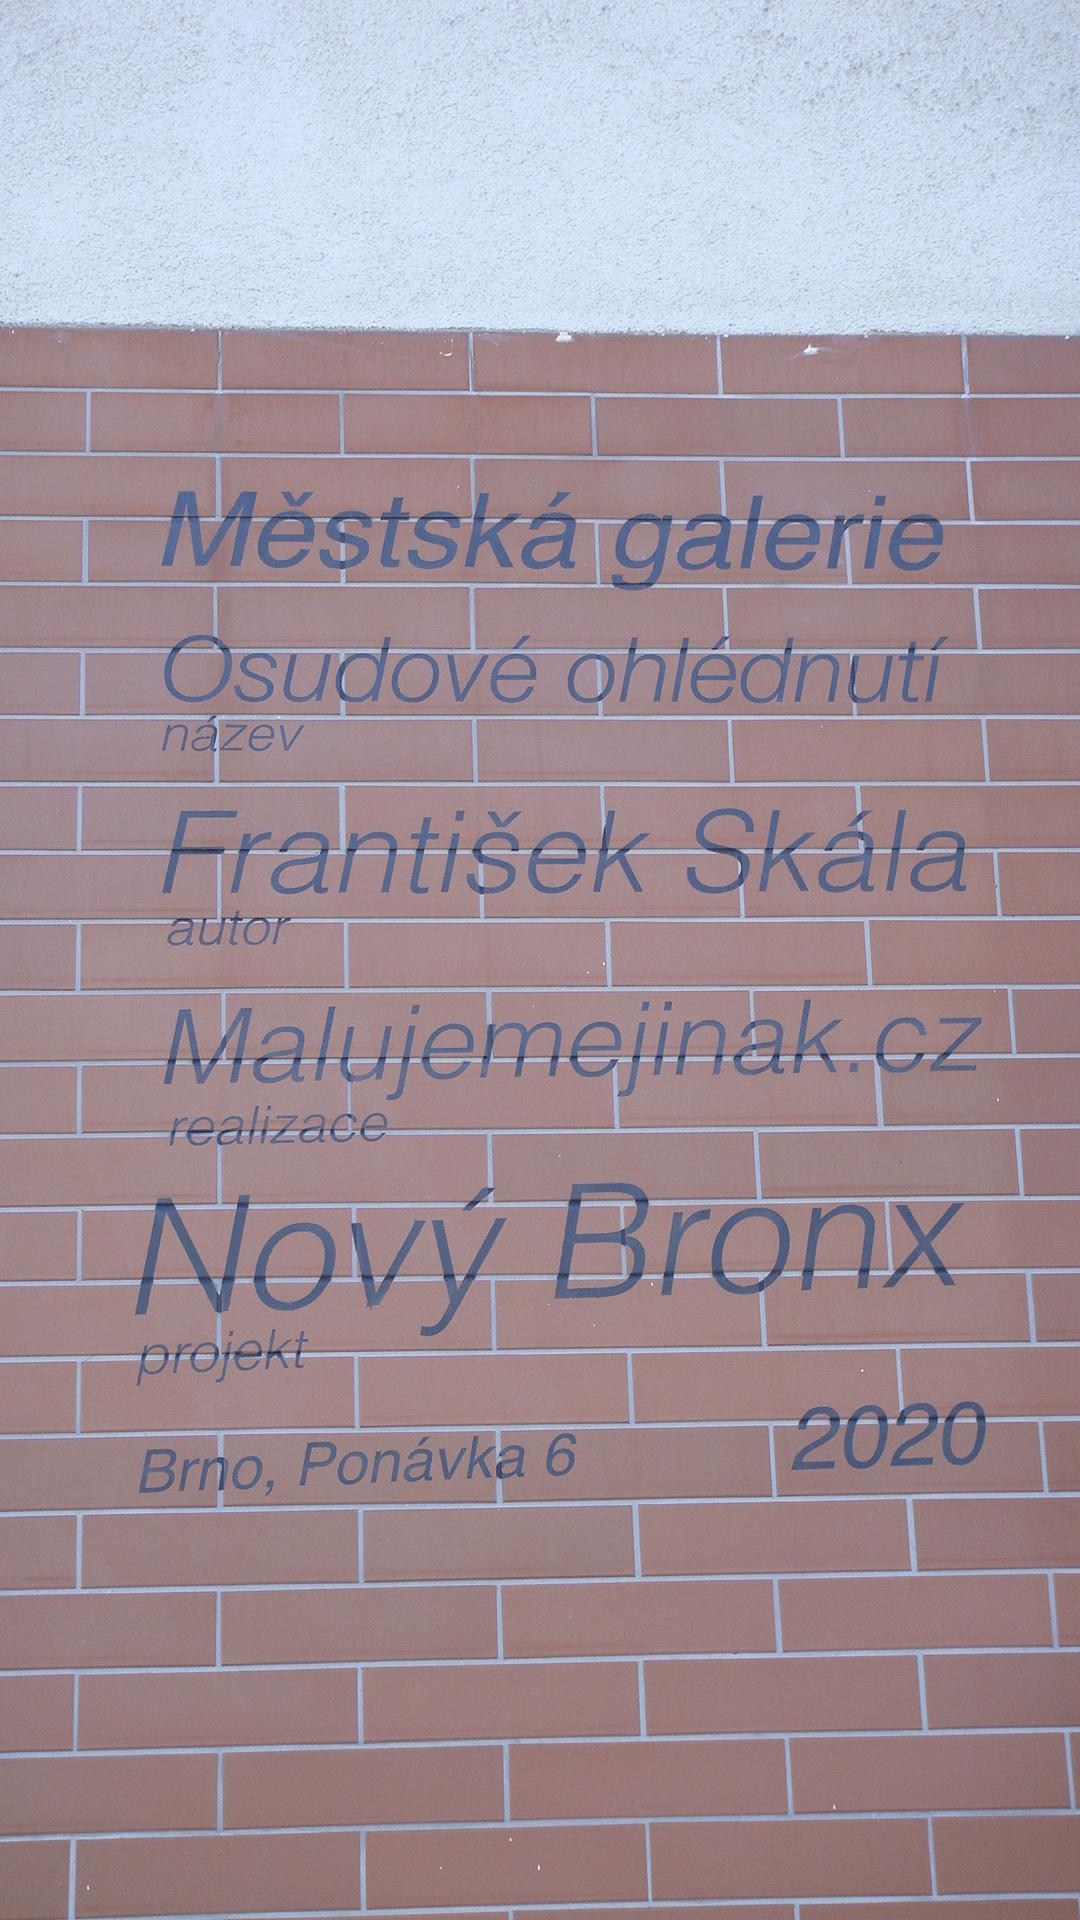 Městská galerie
Osudové ohlédnutí
název
František Skála
autor
Malujemejinak.cz
realizace
Nový Bronx
projekt
Brno, Ponávka 6 2020